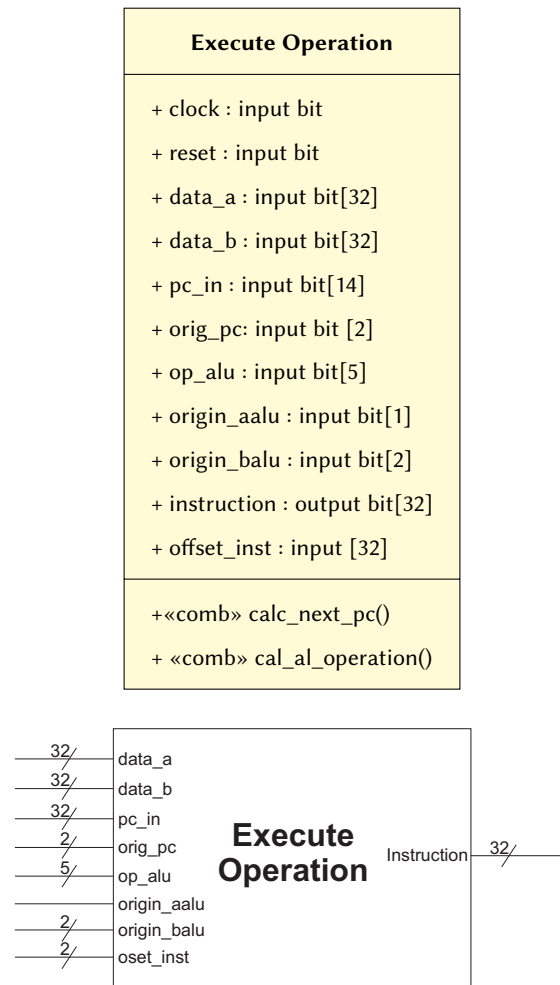 Execute Operation
+ clock : input bit
+ reset : input bit
+ data_a : input bit[32]
+ data_b : input bit[32]
+ pc_in : input bit[14]
+ orig_pc: input bit [2]
+ op_alu : input bit[5]
+ origin_aalu : input bit[1]
+ origin_balu : input bit[2]
+ instruction : output bit[32]
+ offset_inst : input [32]
+«comb» calc_next_pc()
+ «comb» cal_al_operation()
32 data_a
32 data_b
32 pc_in
2 orig_pc
5 op_alu
origin_aalu
2 origin_balu
2 oset_inst
Execute
Operation
Instruction 32